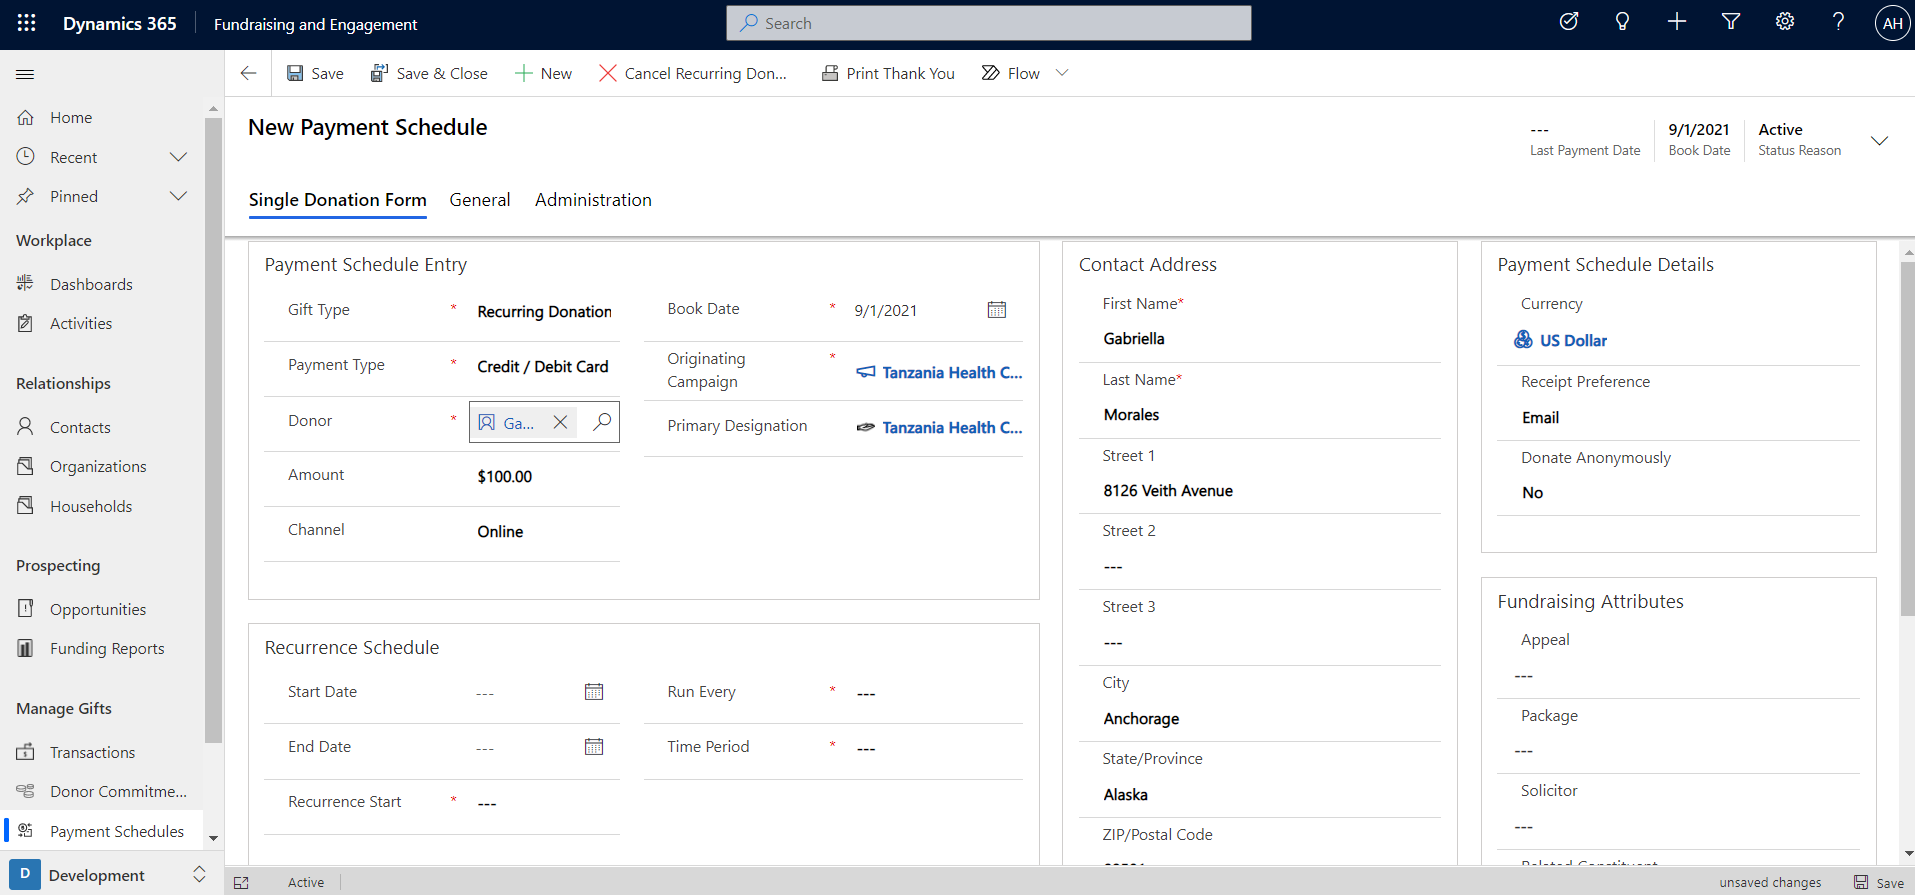 Dynamics 365
Fundraising and Engagement
Search
AH
Save
Save & Close
New
Cancel Recurring Don...
Print Thank You
Flow
Home
Recent
Pinned
Workplace
Dashboards
Activities
Relationships
Contacts
Organizations
Households
Prospecting
Opportunities
Funding Reports
Manage Gifts
Transactions
Donor Commitme...
Payment Schedules
D
Development
New Payment Schedule
---
Last Payment Date
9/1/2021
Book Date
Active
Status Reason
Single Donation Form
General
Administration
Payment Schedule Entry
Gift Type * Recurring Donation
Payment Type * Credit / Debit Card
Donor * Ga...
Amount $100.00
Channel Online
Book Date * 9/1/2021
Originating
Campaign * Tanzania Health C...
Primary Designation Tanzania Health C...
Recurrence Schedule
Start Date ---
End Date ---
Recurrence Start * ---
Run Every * ---
Time Period * ---
Contact Address
First Name*
Gabriella
Last Name*
Morales
Street 1
8126 Veith Avenue
Street 2
---
Street 3
---
City
Anchorage
State/Province
Alaska
ZIP/Postal Code
Payment Schedule Details
Currency
US Dollar
Receipt Preference
Email
Donate Anonymously
No
Fundraising Attributes
Appeal
---
Package
---
Solicitor
---
Related Constituent
Active
unsaved changes
Save